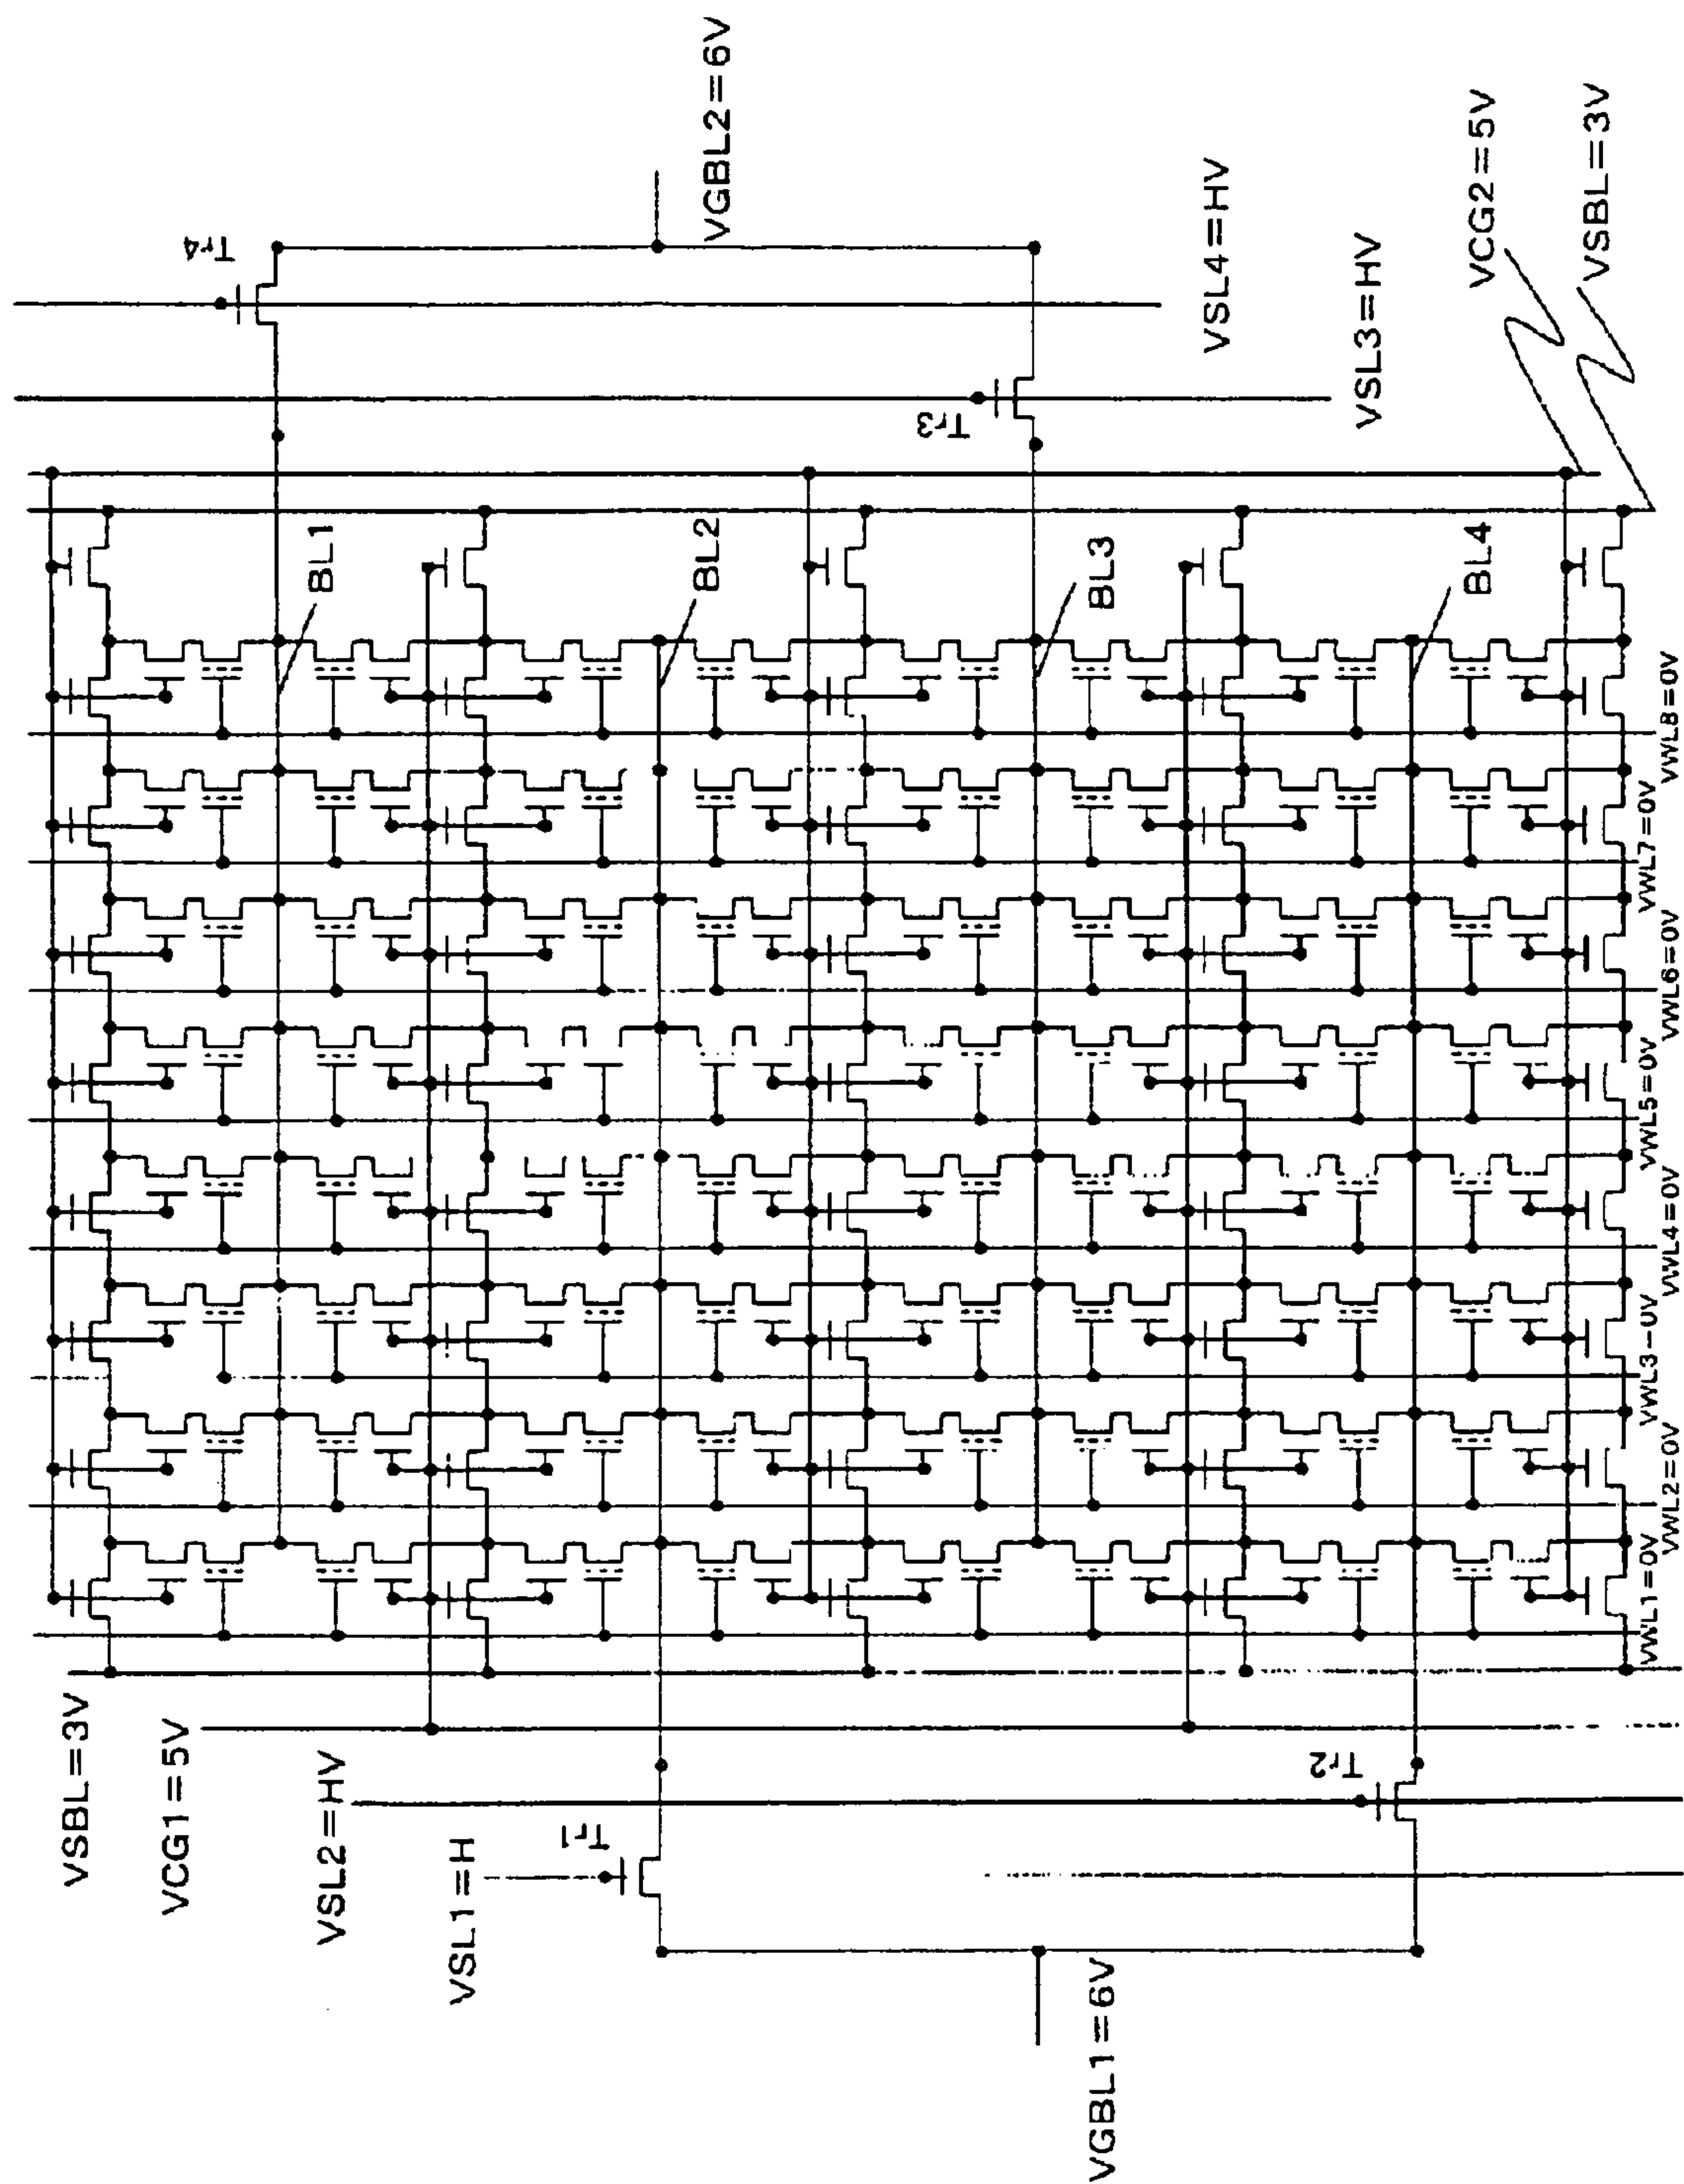 VSBL=3V
VCG1=5V
VSL2=HV
VSL1=H
Tr1
VGBL1=6V
Tr2
BL1
BL2
BL3
BL4
Tr4
VGBL2=6V
Tr3
VSL4=HV
VSL3=HV
VCG2=5V
VSBL=3V
VWL1=0V
VWL2=0V
VWL3-0V
VWL4=0V
VWL5=0V
VWL6=0V
VWL7=0V
VWL8=0V